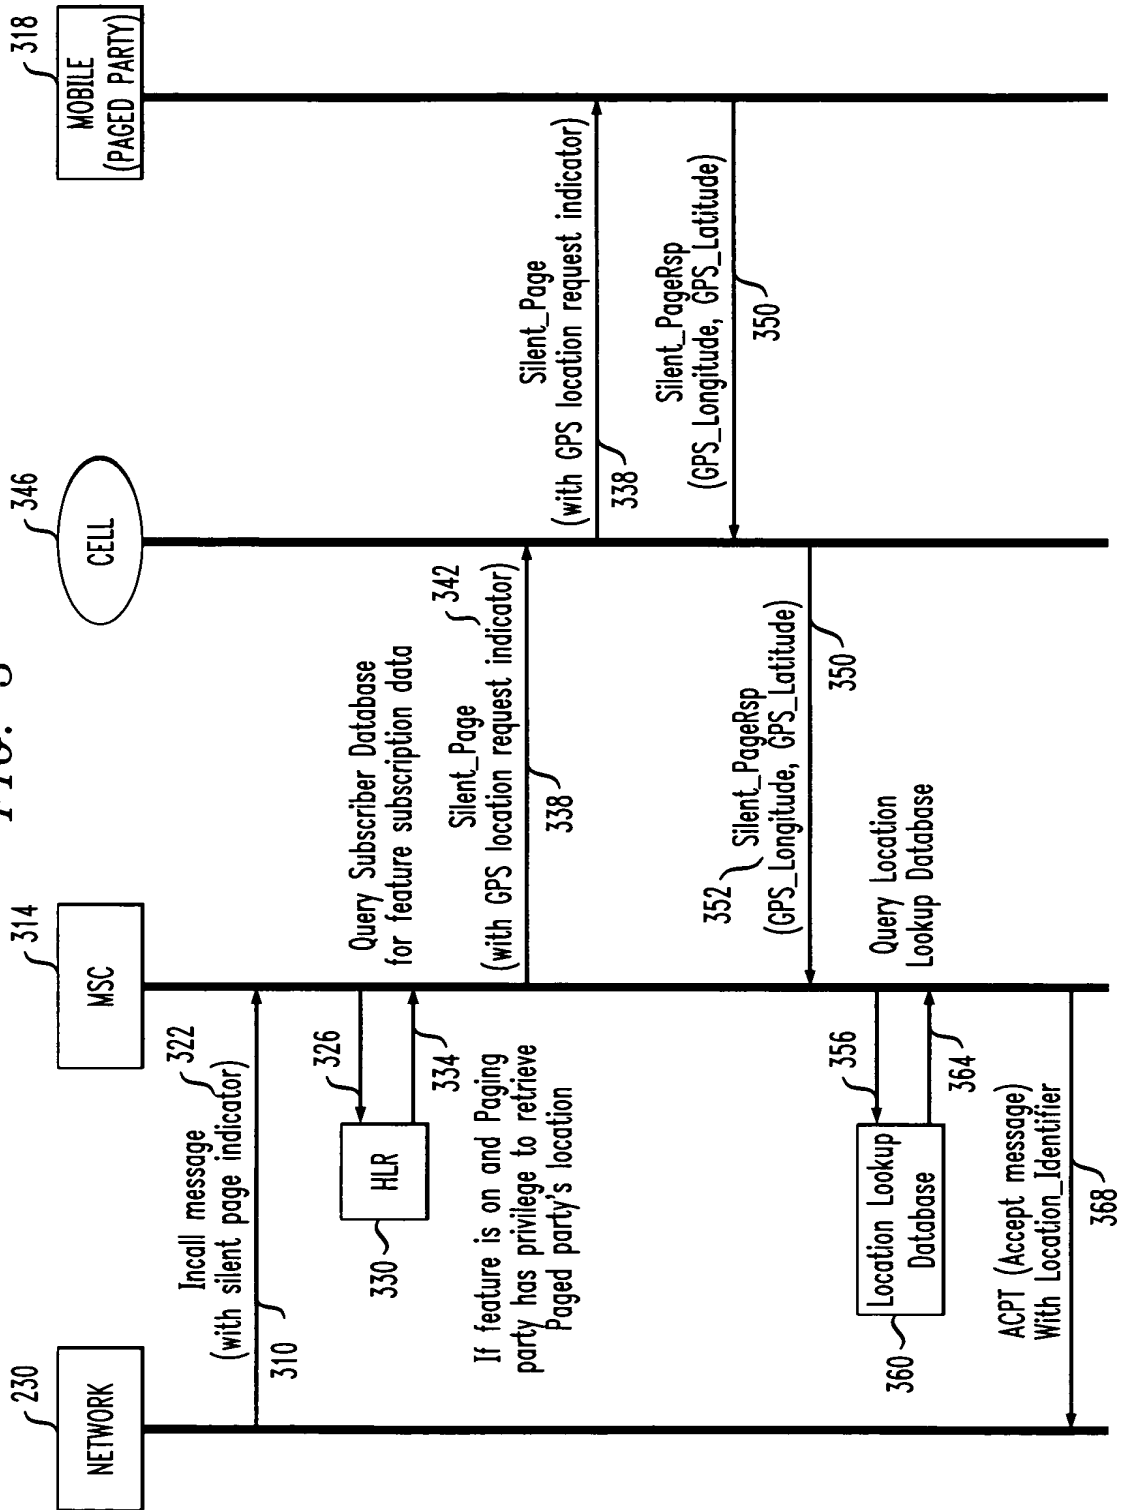 FIG. 3
230
314
346
318
NETWORK
MSC
CELL
MOBILE
(PAGED PARTY)
Incall message 322
(with silent page indicator)
310
326
Query Subscriber Database
for feature subscription data
HLR
330
334
If feature is on and Paging
party has privilege to retrieve
Paged party's location
Silent_Page 342
(with GPS location request indicator)
338
Silent_Page
(with GPS location request indicator)
338
Silent_PageRsp
(GPS_Longitude, GPS_Latitude)
350
352 Silent_PageRsp
(GPS_Longitude, GPS_Latitude)
350
356
Query Location
Lookup Database
Location Lookup
Database
360
364
ACPT (Accept message)
With Location_Identifier
368